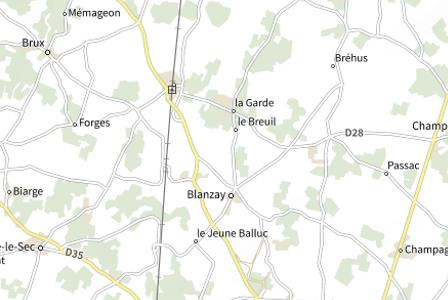 Mémageon
Brux
Bréhus
la Garde
le Breuil
Forges
Champ
D28
Passac
Biarge
Blanzay
le Jeune Balluc
e-le-Sec
D35
Champag
nt